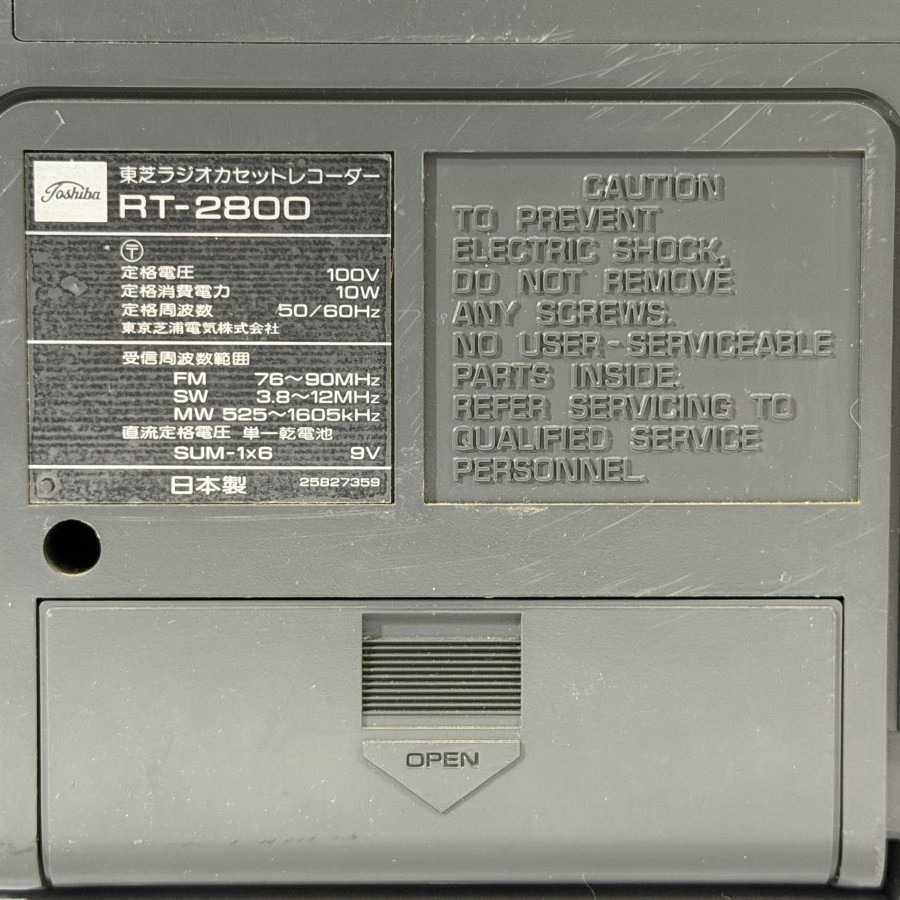 Toshiba
東芝ラジオカセットレコーダー
RT-2800
〒
定格電圧 100V
定格消費電力 10W
定格周波数 50/60Hz
東京芝浦電気株式会社
受信周波数範囲
FM 76～90MHz
SW 3.8～12MHz
MW 525～1605kHz
直流定格電圧 単一乾電池
SUM-1×6 9V
日本製 25827359
CAUTION
TO PREVENT
ELECTRIC SHOCK,
DO NOT REMOVE
ANY SCREWS.
NO USER-SERVICEABLE
PARTS INSIDE.
REFER SERVICING TO
QUALIFIED SERVICE
PERSONNEL.
OPEN